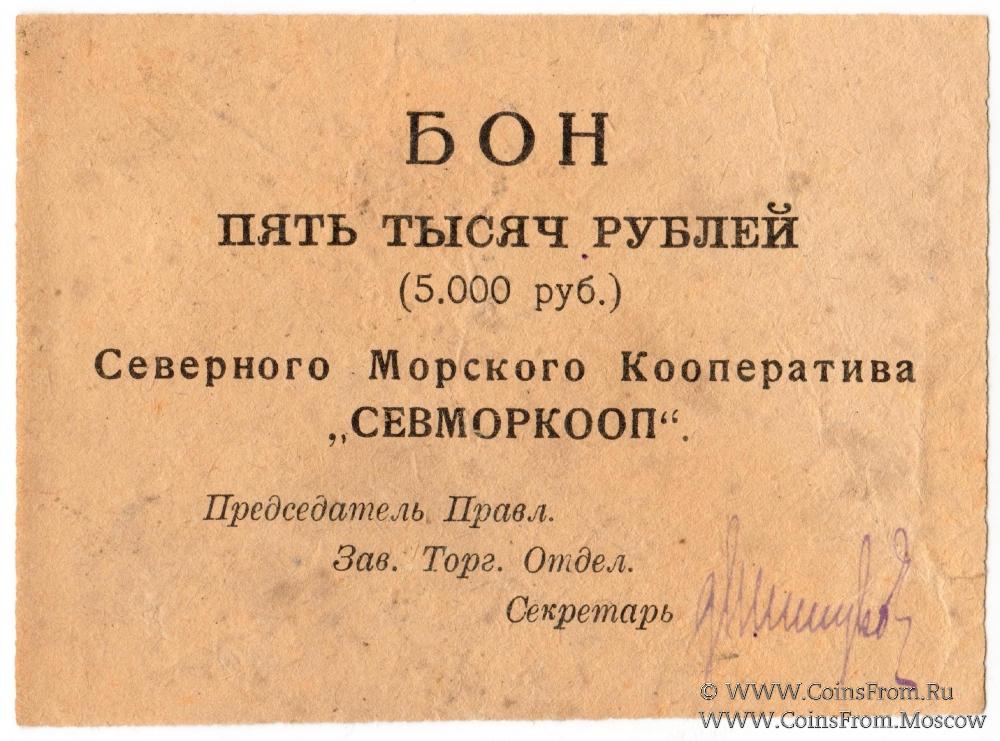 БОН
ПЯТЬ ТЫСЯЧ РУБЛЕЙ
(5.000 руб.)
Северного Морского Кооператива
„СЕВМОРКООП“.
Председатель Правл.
Зав. Торг. Отдел.
Секретарь
© WWW.CoinsFrom.Ru
WWW.CoinsFrom.Moscow